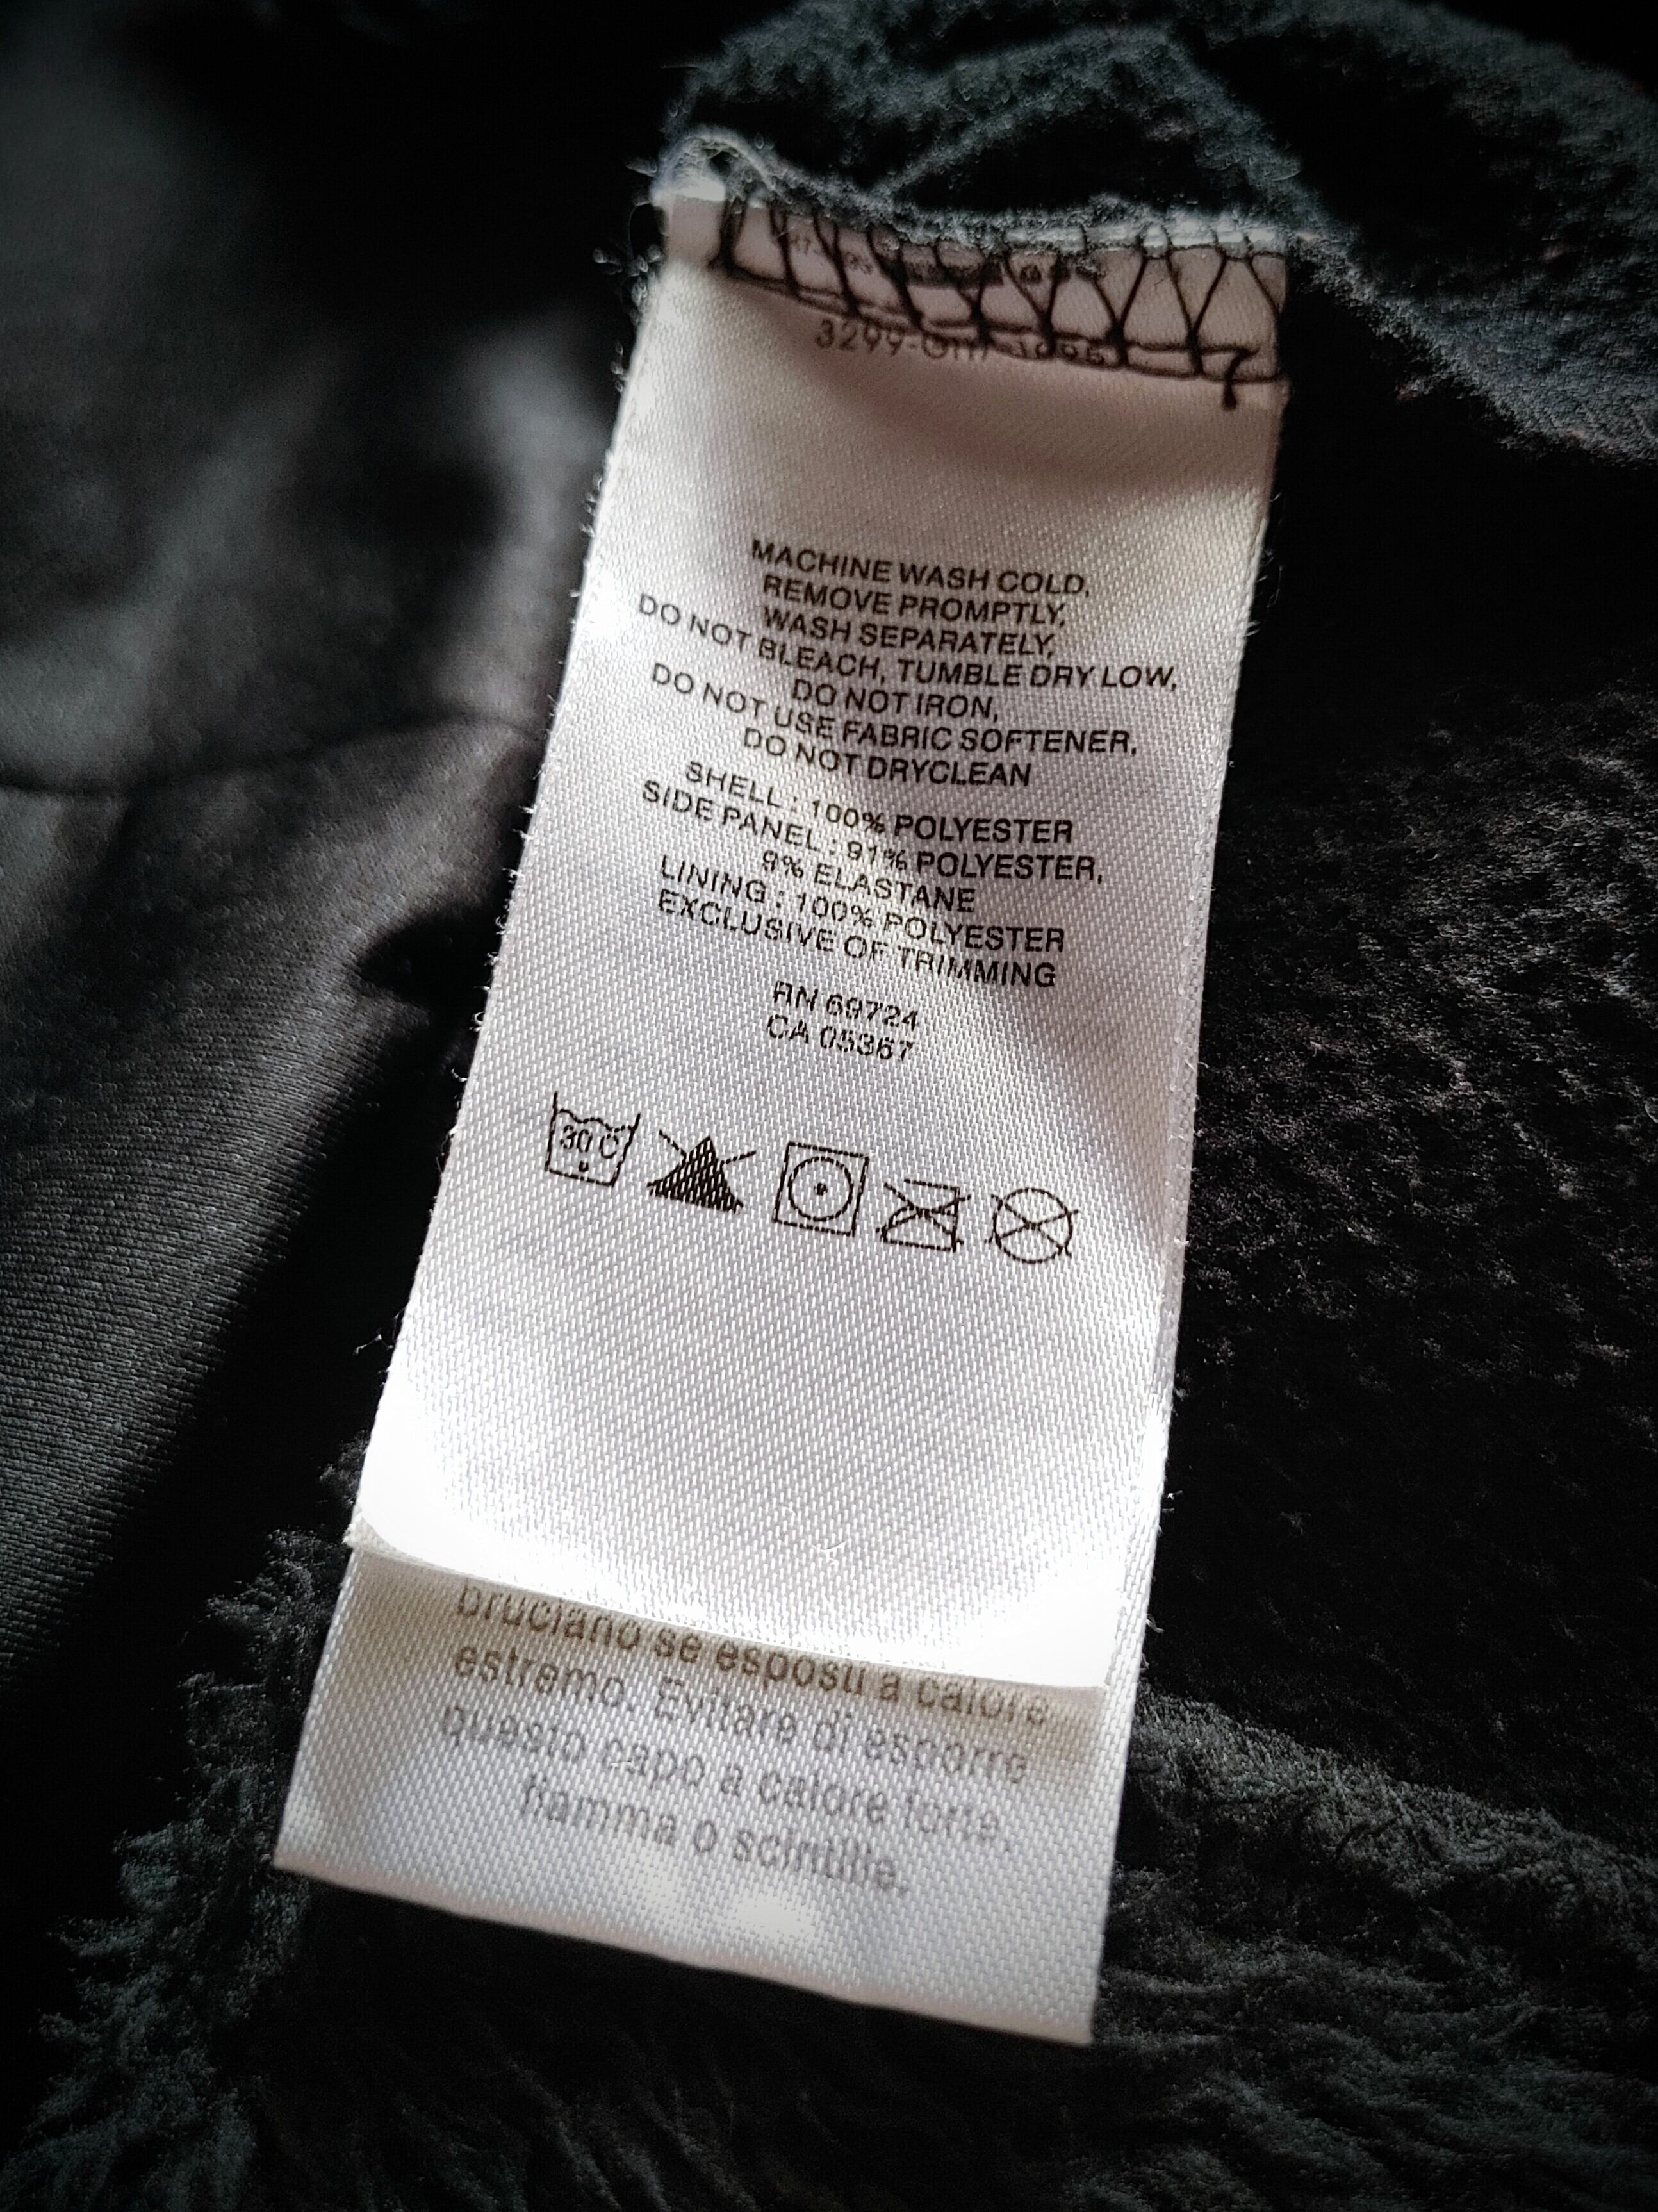 3299-
MACHINE WASH COLD,
REMOVE PROMPTLY,
WASH SEPARATELY,
DO NOT BLEACH, TUMBLE DRY LOW,
DO NOT IRON,
DO NOT USE FABRIC SOFTENER,
DO NOT DRYCLEAN
SHELL : 100% POLYESTER
SIDE PANEL : 91% POLYESTER,
9% ELASTANE
LINING : 100% POLYESTER
EXCLUSIVE OF TRIMMING
RN 69724
CA 05367
30 C
bruciano se esposti a calore
estremo. Evitare di esporre
questo capo a calore forte,
fiamma o scintille.